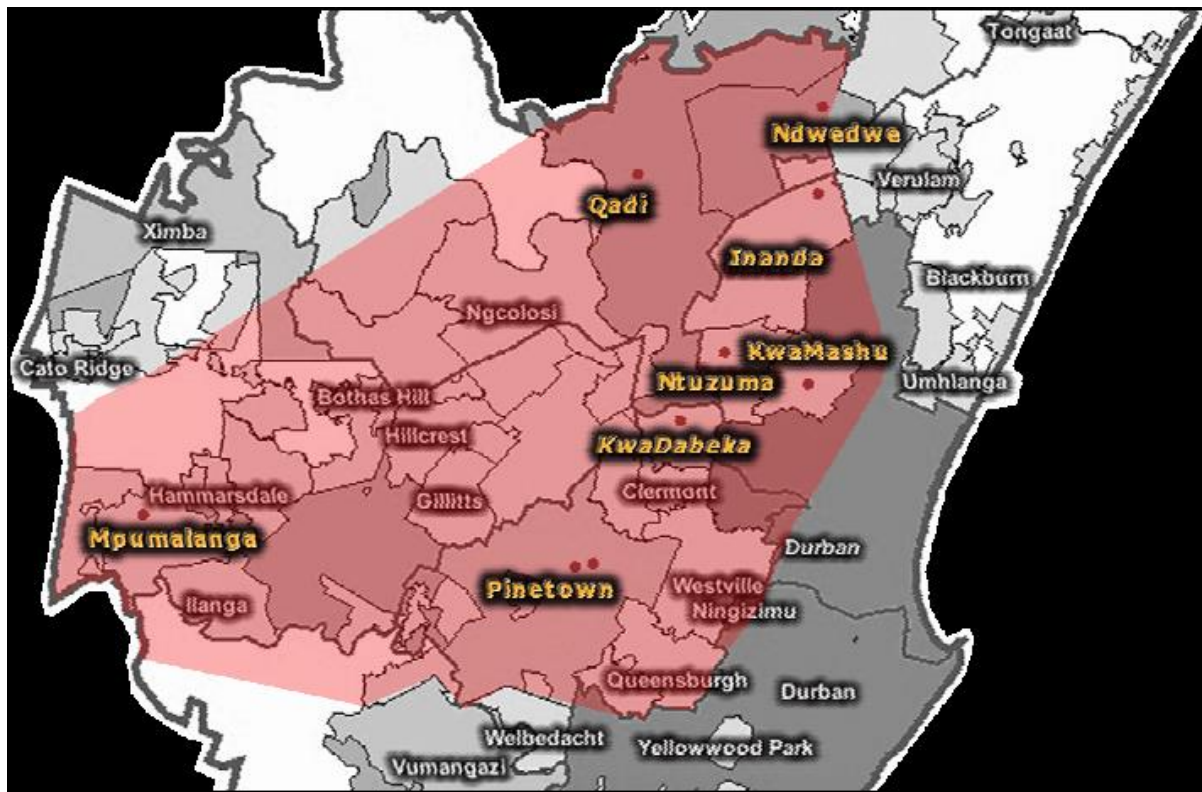 Tongaat
Ndwedwe
Verulam
Qadi
Ximba
Inanda
Blackburn
Ngcolosi
KwaMashu
Cato Ridge
Ntuzuma
Umhlanga
Bothas Hill
Hillcrest
KwaDabeka
Hammarsdale
Gillitts
Clermont
Mpumalanga
Durban
Pinetown
Westville
Ilanga
Ningizimu
Queensburgh
Durban
Welbedacht
Yellowwood Park
Vumangazi